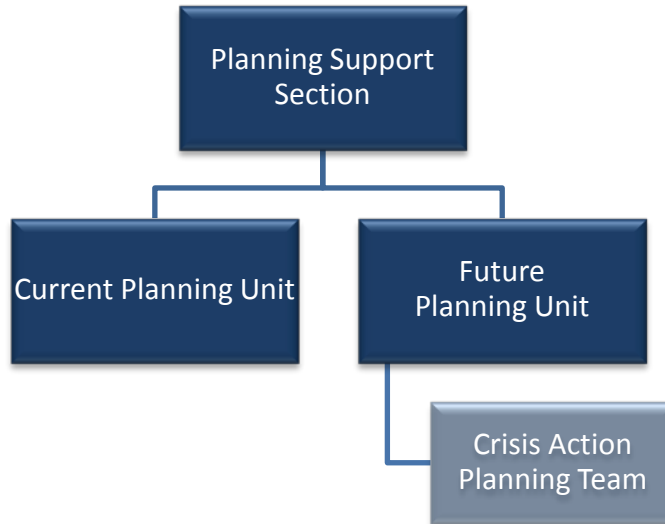 Planning Support
Section
Current Planning Unit
Future
Planning Unit
Crisis Action
Planning Team